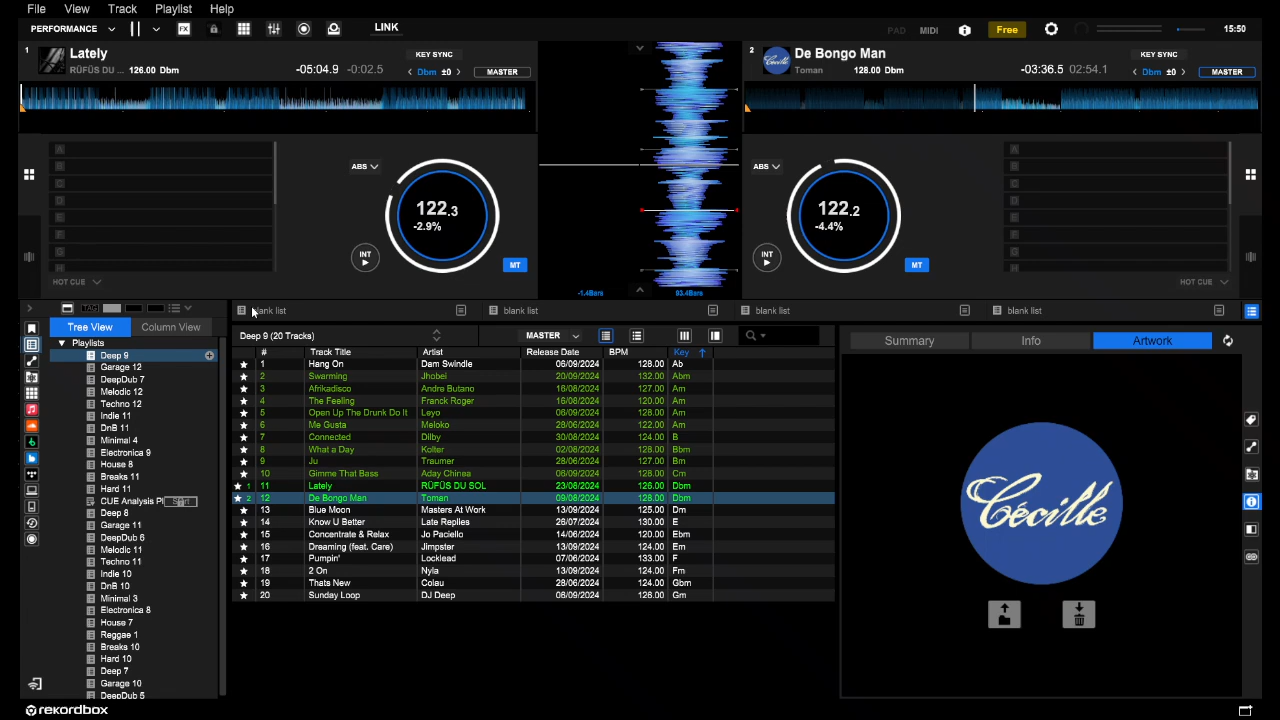 File View Track Playlist Help
PERFORMANCE FX LINK PAD MIDI Free 15:50
1 Lately KEY SYNC
RÜFÜS DU ... 126.00 Dbm -05:04.9 -0:02.5 Dbm ±0 MASTER
2 De Bongo Man KEY SYNC
Toman 128.00 Dbm -03:36.5 02:54.1 Dbm ±0 MASTER
A
B
C
D
E
F
G
H
HOT CUE
ABS
122.3
-2.9%
INT
MT
-1.4Bars 83.4Bars
ABS
122.2
-4.4%
INT
MT
A
B
C
D
E
F
G
H
HOT CUE
TAG
blank list blank list blank list
Tree View Column View
Playlists
Deep 9
Garage 12
DeepDub 7
Melodic 12
Techno 12
Indie 11
DnB 11
Minimal 4
Electronica 9
House 8
Breaks 11
Hard 11
CUE Analysis Pl
Deep 8
Garage 11
DeepDub 6
Melodic 11
Techno 11
Indie 10
DnB 10
Minimal 3
Electronica 8
House 7
Reggae 1
Breaks 10
Hard 10
Deep 7
Garage 10
DeepDub 5
Deep 9 (20 Tracks) MASTER
# Track Title Artist Release Date BPM Key
1 Hang On Dam Swindle 06/09/2024 128.00 Ab
2 Swarming Jhobei 20/09/2024 132.00 Abm
3 Afrikadisco Andre Butano 16/08/2024 127.00 Am
4 The Feeling Franck Roger 16/08/2024 120.00 Am
5 Open Up The Drunk Do It Leyo 06/09/2024 128.00 Am
6 Me Gusta Meloko 28/06/2024 122.00 Am
7 Connected Dilby 30/08/2024 124.00 B
8 What a Day Kolter 02/08/2024 128.00 Bbm
9 Ju Traumer 28/06/2024 127.00 Bm
10 Gimme That Bass Aday Chinea 06/09/2024 128.00 Cm
1 11 Lately RÜFÜS DU SOL 23/08/2024 126.00 Dbm
2 12 De Bongo Man Toman 09/08/2024 128.00 Dbm
13 Blue Moon Masters At Work 13/09/2024 125.00 Dm
14 Know U Better Late Replies 26/07/2024 130.00 E
15 Concentrate & Relax Jo Paciello 14/06/2024 120.00 Ebm
16 Dreaming (feat. Care) Jimpster 13/09/2024 124.00 Em
17 Pumpin' Locklead 07/06/2024 133.00 F
18 2 On Nyla 13/09/2024 124.00 Fm
19 Thats New Colau 28/06/2024 124.00 Gbm
20 Sunday Loop DJ Deep 06/09/2024 126.00 Gm
Summary Info Artwork
Cécille
rekordbox